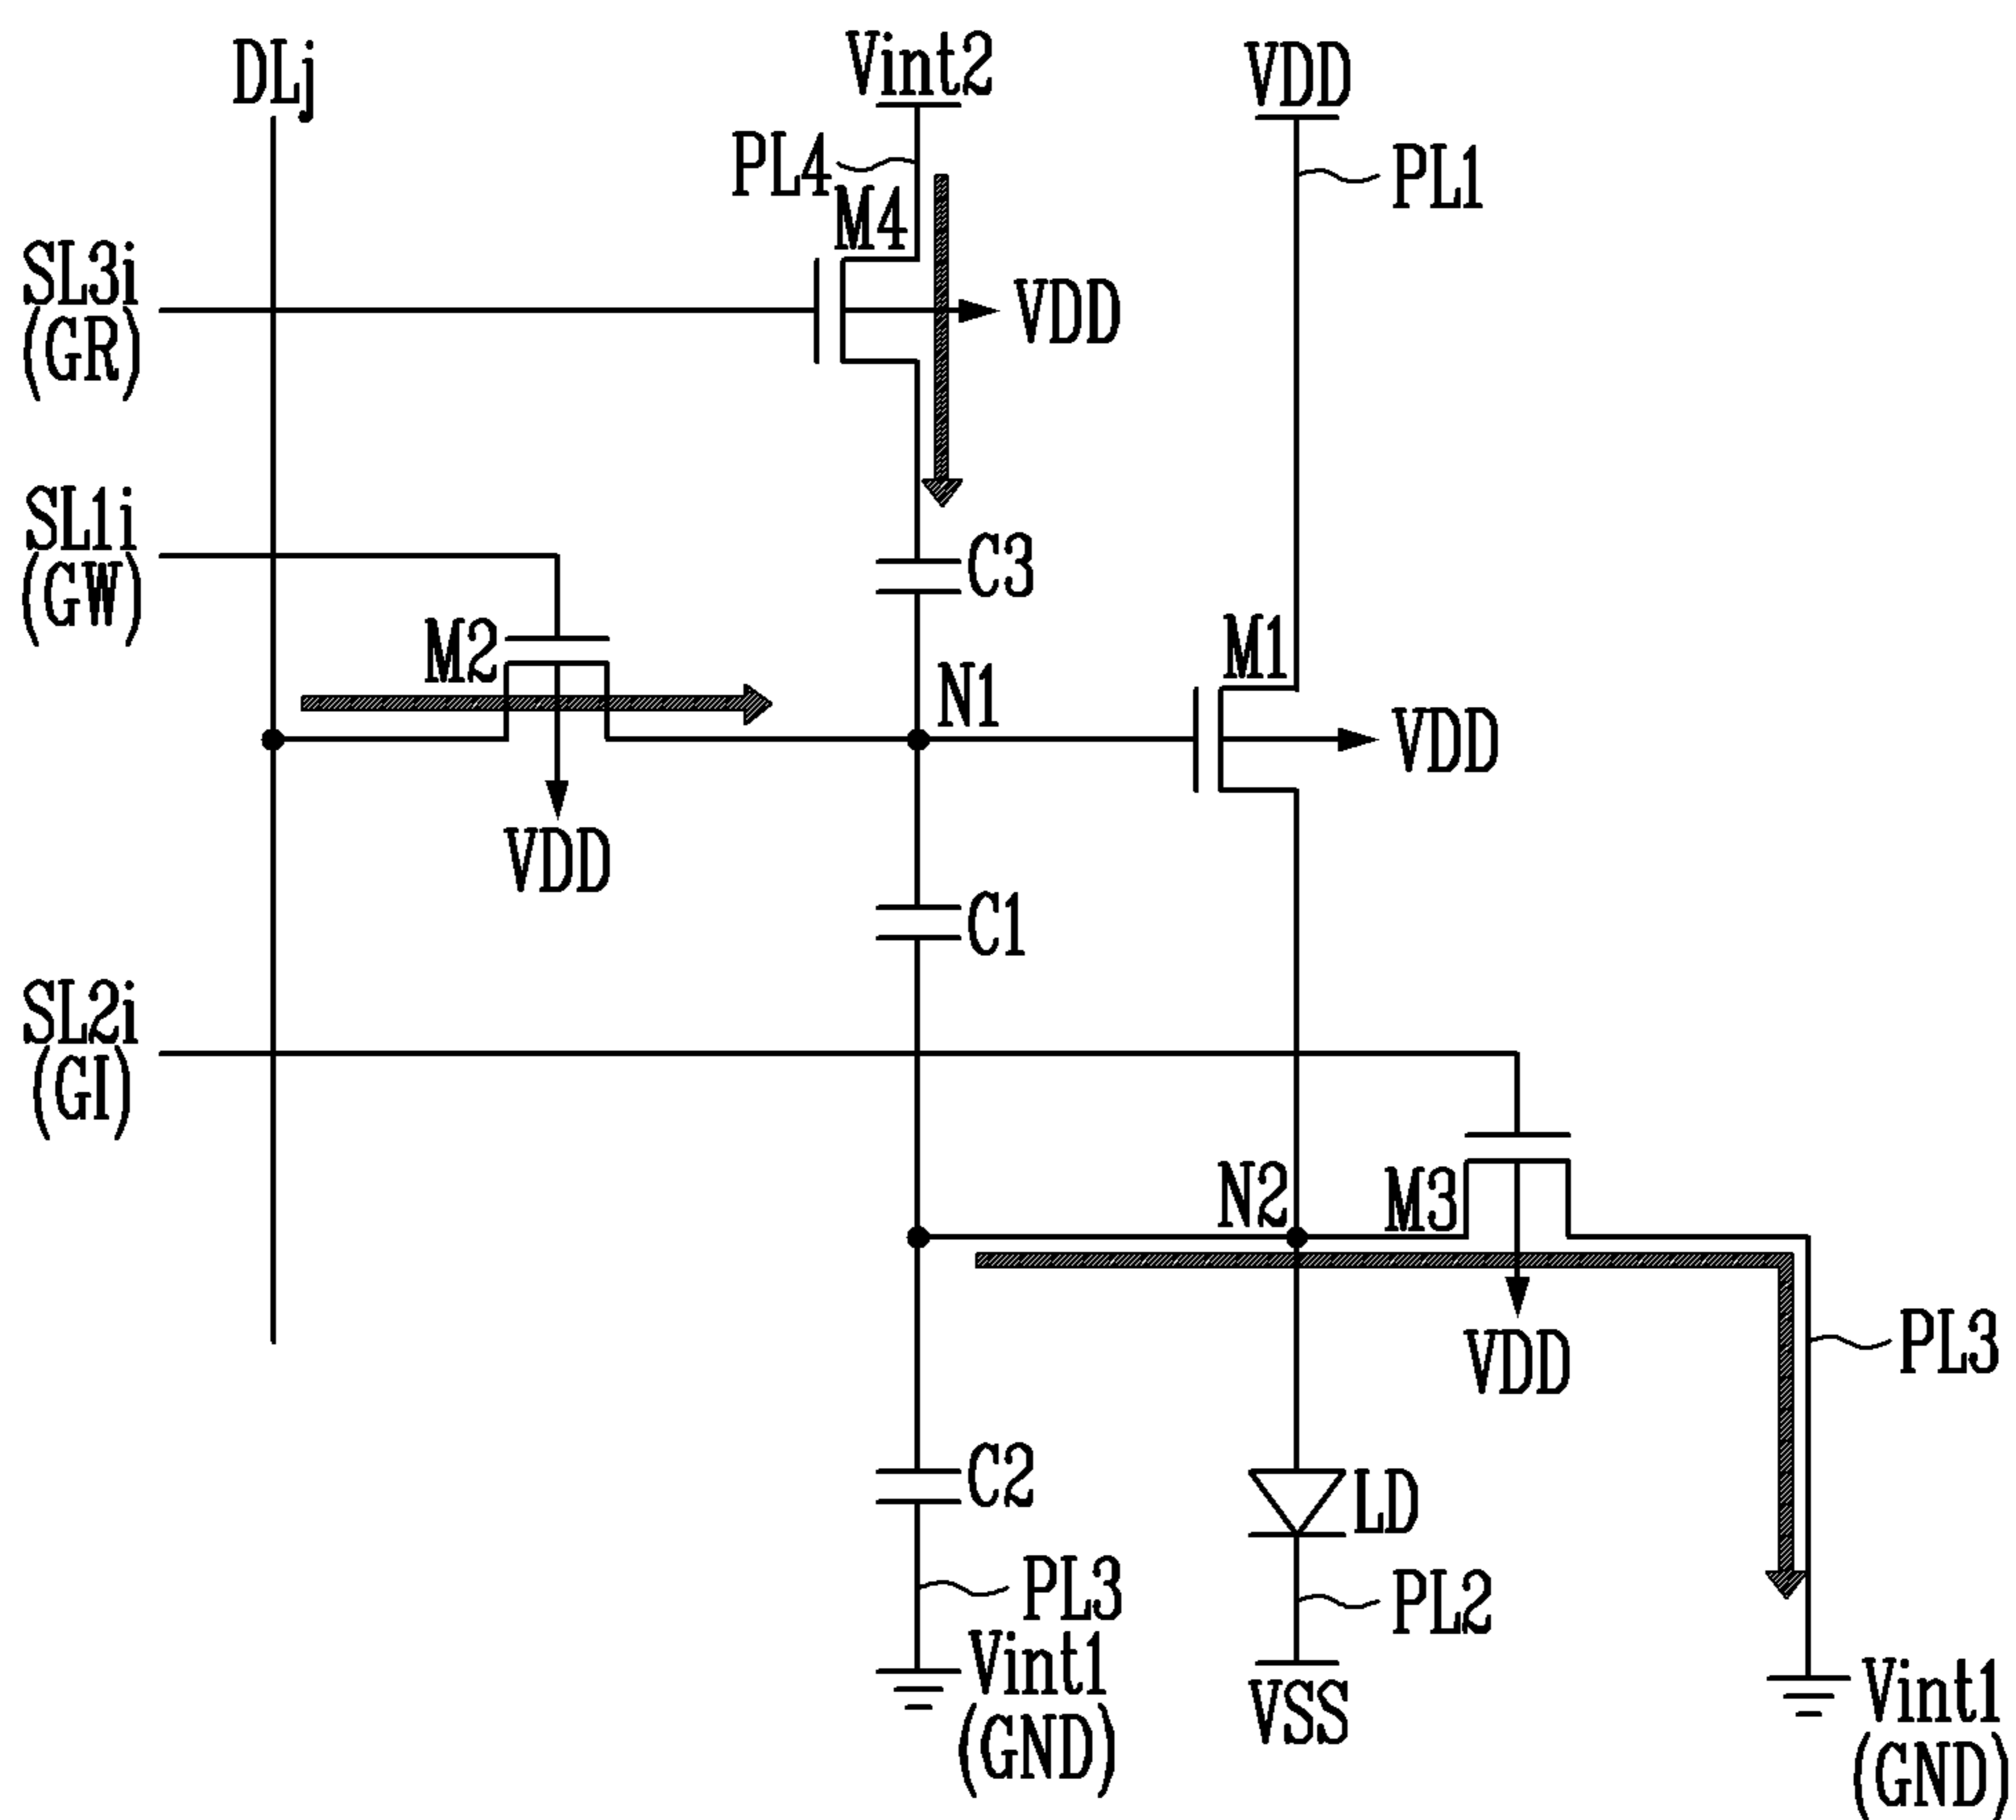 DLj
Vint2
VDD
PL4
PL1
M4
SL3i
(GR)
VDD
SL1i
(GW)
C3
M2
N1
M1
VDD
VDD
C1
SL2i
(GI)
N2
M3
VDD
PL3
C2
LD
PL3
PL2
Vint1
(GND)
VSS
Vint1
(GND)